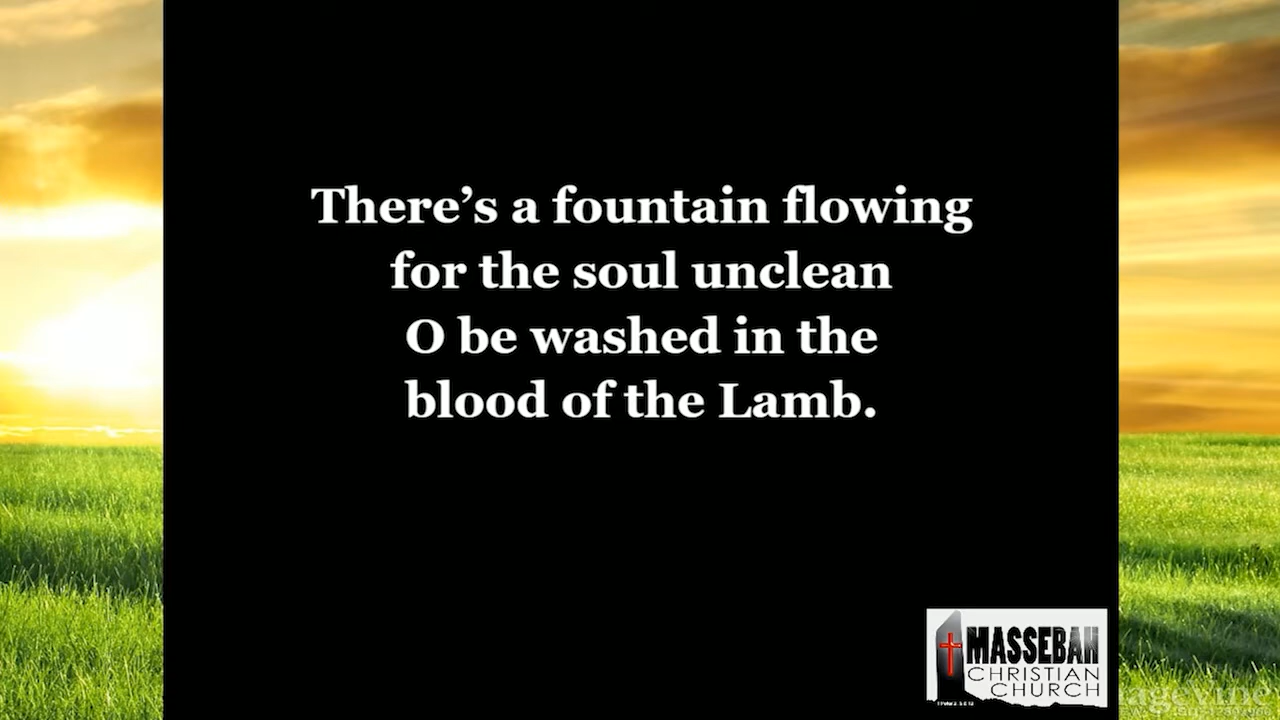 There’s a fountain flowing
for the soul unclean
O be washed in the
blood of the Lamb.
MASSEBAH
CHRISTIAN
CHURCH